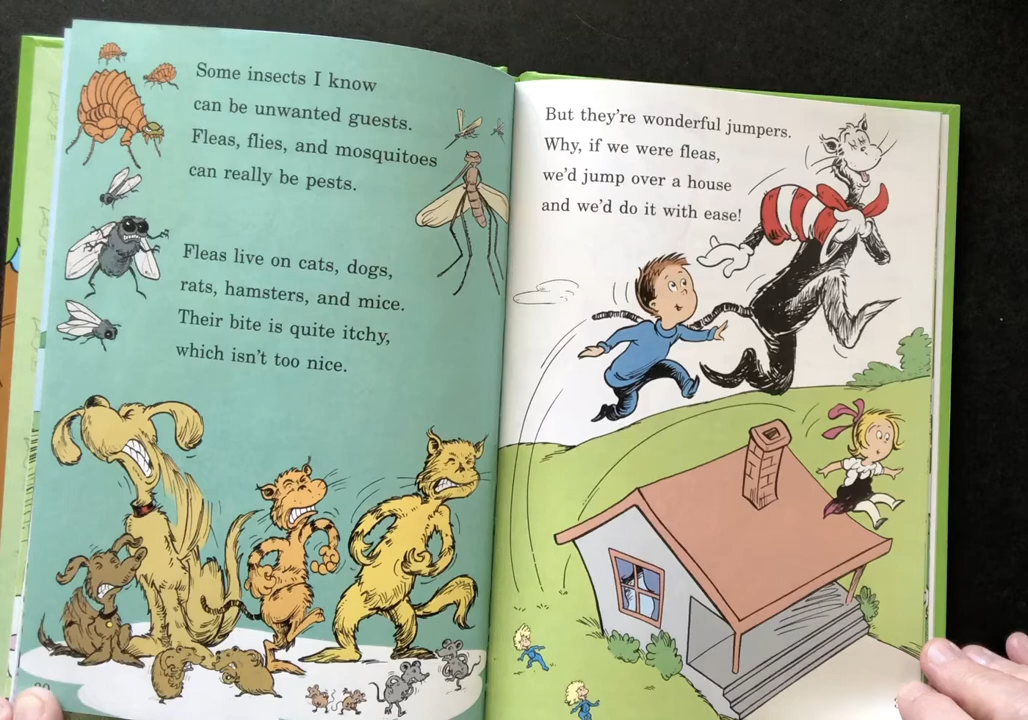 Some insects I know
can be unwanted guests.
Fleas, flies, and mosquitoes
can really be pests.
Fleas live on cats, dogs,
rats, hamsters, and mice.
Their bite is quite itchy,
which isn't too nice.
But they're wonderful jumpers.
Why, if we were fleas,
we'd jump over a house
and we'd do it with ease!